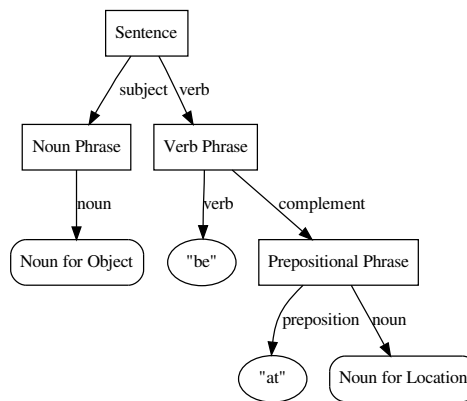 Sentence
subject
verb
Noun Phrase
Verb Phrase
noun
verb
complement
Noun for Object
"be"
Prepositional Phrase
preposition
noun
"at"
Noun for Location